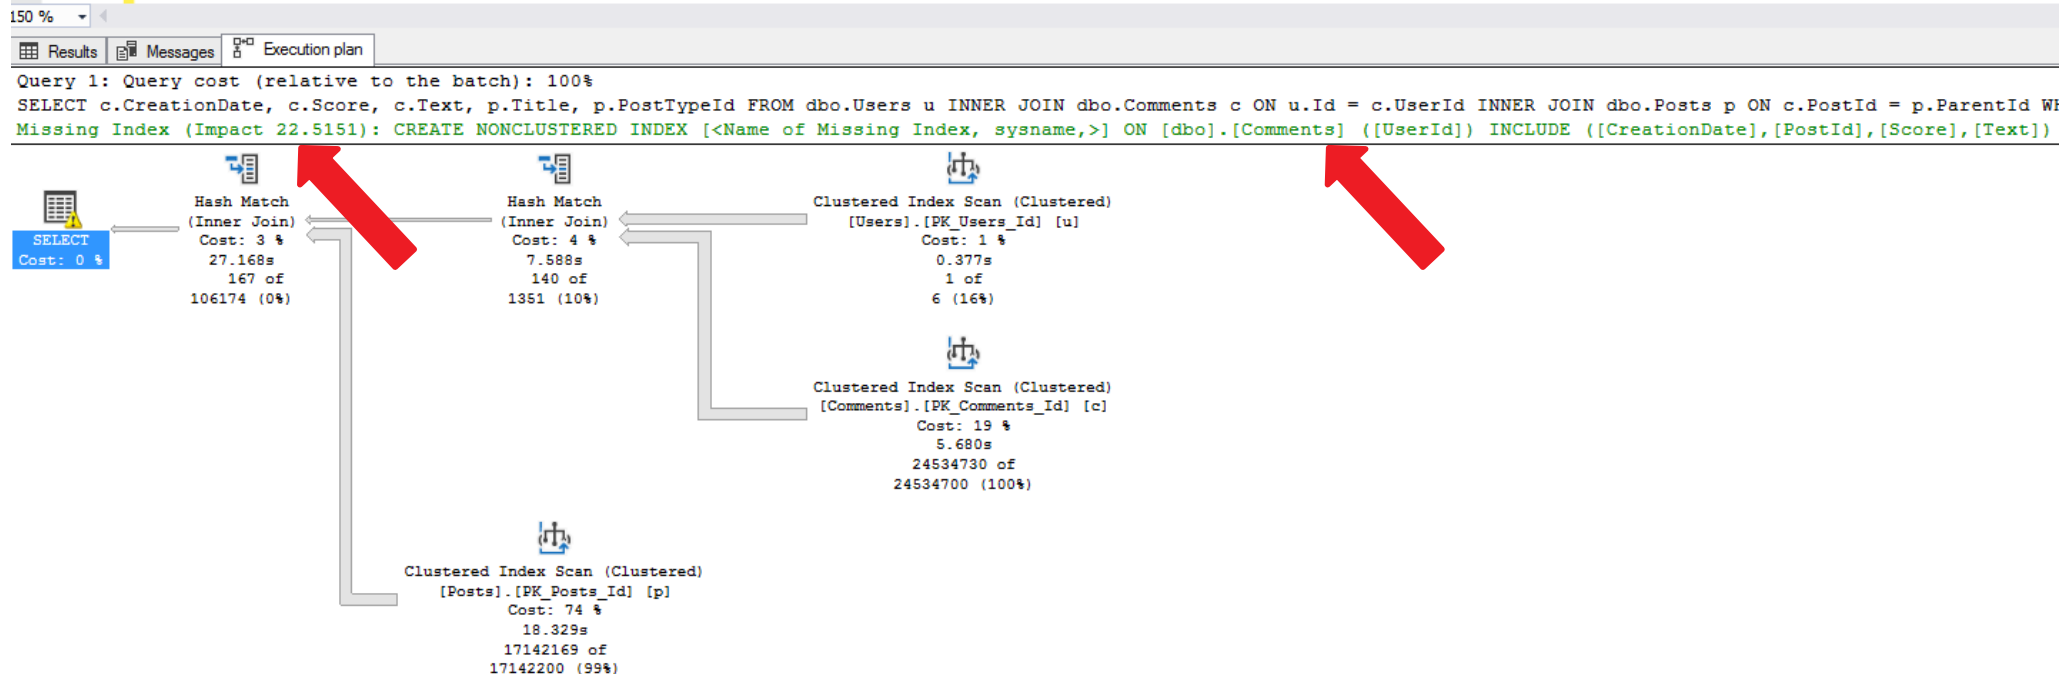 150 %
Results Messages Execution plan
Query 1: Query cost (relative to the batch): 100%
SELECT c.CreationDate, c.Score, c.Text, p.Title, p.PostTypeId FROM dbo.Users u INNER JOIN dbo.Comments c ON u.Id = c.UserId INNER JOIN dbo.Posts p ON c.PostId = p.ParentId WH
Missing Index (Impact 22.5151): CREATE NONCLUSTERED INDEX [<Name of Missing Index, sysname,>] ON [dbo].[Comments] ([UserId]) INCLUDE ([CreationDate],[PostId],[Score],[Text])
SELECT
Cost: 0 %
Hash Match
(Inner Join)
Cost: 3 %
27.168s
167 of
106174 (0%)
Hash Match
(Inner Join)
Cost: 4 %
7.588s
140 of
1351 (10%)
Clustered Index Scan (Clustered)
[Users].[PK_Users_Id] [u]
Cost: 1 %
0.377s
1 of
6 (16%)
Clustered Index Scan (Clustered)
[Comments].[PK_Comments_Id] [c]
Cost: 19 %
5.680s
24534730 of
24534700 (100%)
Clustered Index Scan (Clustered)
[Posts].[PK_Posts_Id] [p]
Cost: 74 %
18.329s
17142169 of
17142200 (99%)